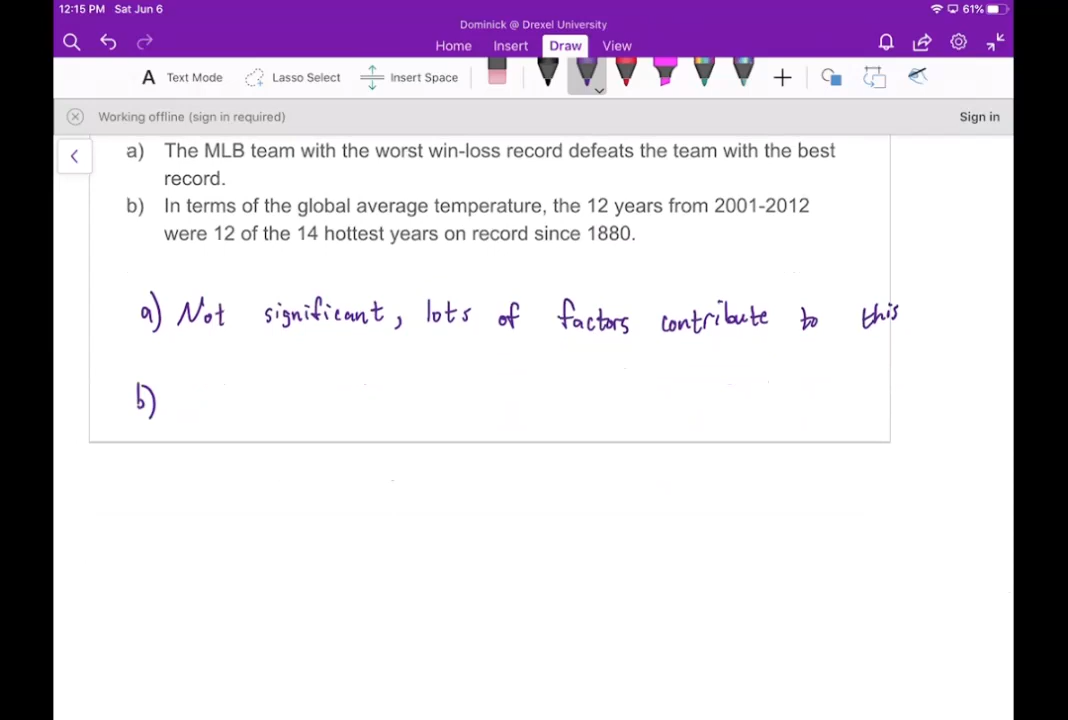 12:15 PM Sat Jun 6
61%
Dominick @ Drexel University
Home Insert Draw View
Text Mode Lasso Select Insert Space
Working offline (sign in required) Sign in
a) The MLB team with the worst win-loss record defeats the team with the best
record.
b) In terms of the global average temperature, the 12 years from 2001-2012
were 12 of the 14 hottest years on record since 1880.
a) Not significant, lots of factors contribute to this
b)